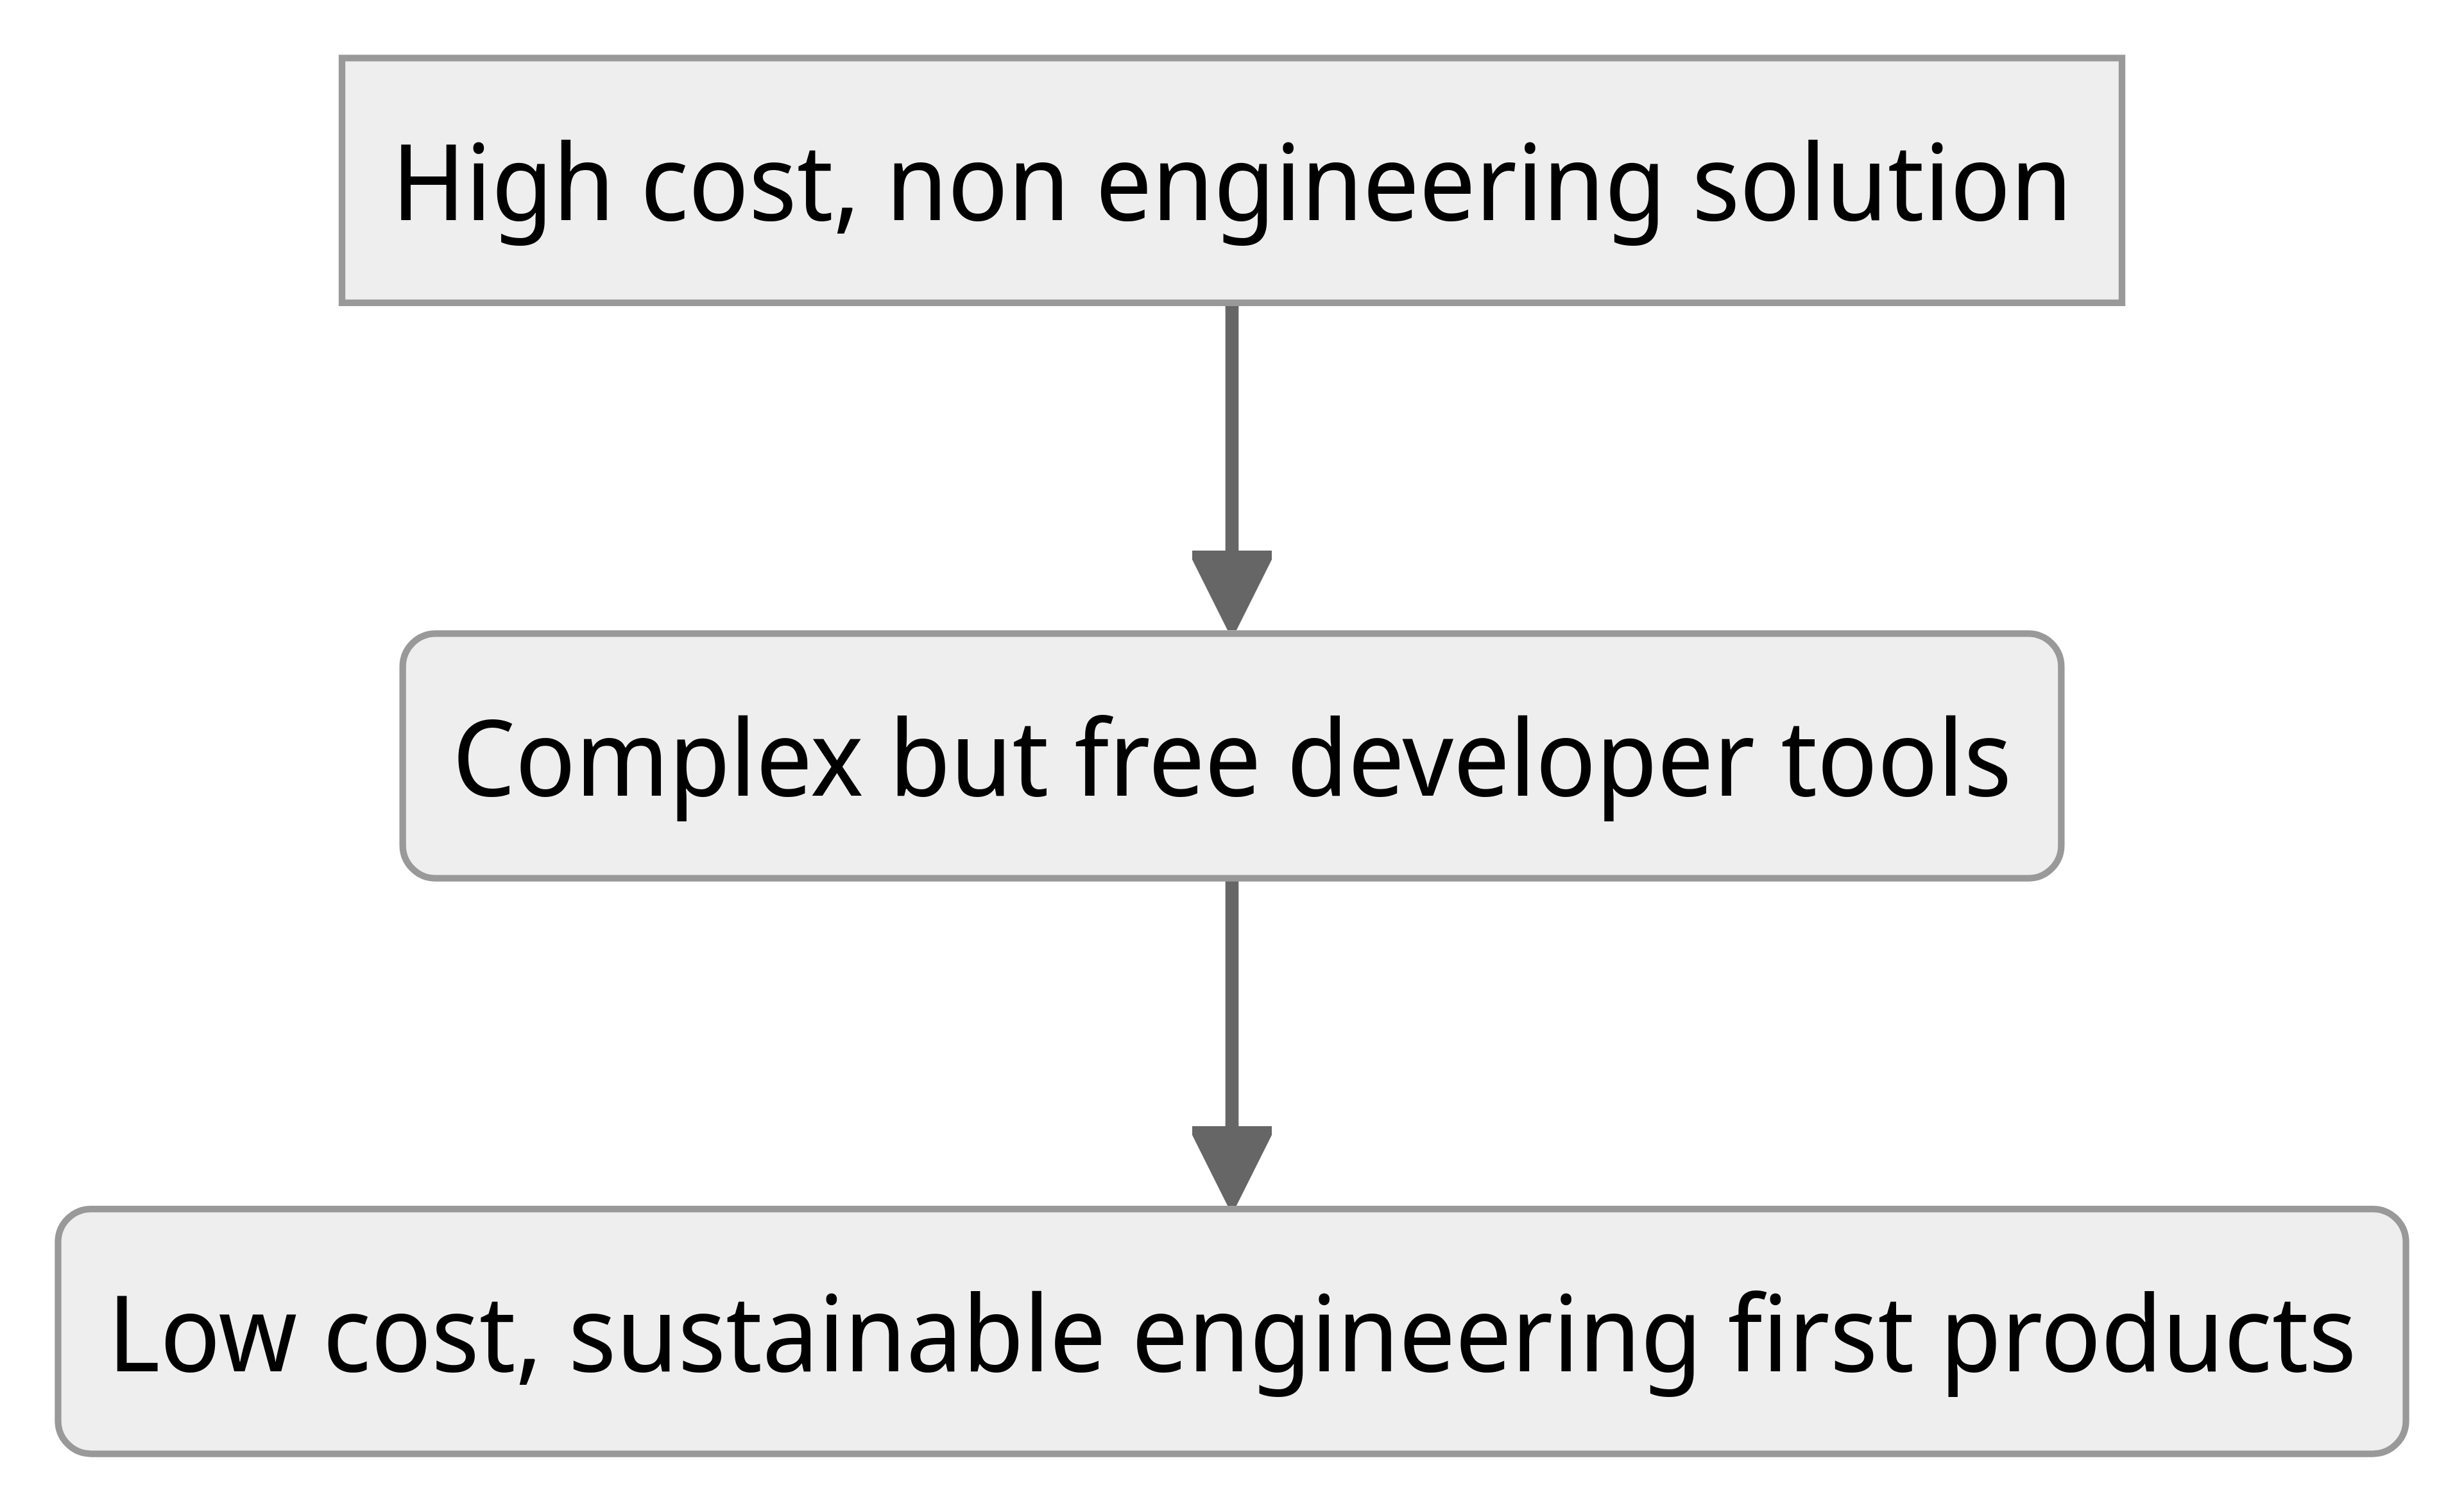 High cost, non engineering solution
Complex but free developer tools
Low cost, sustainable engineering first products